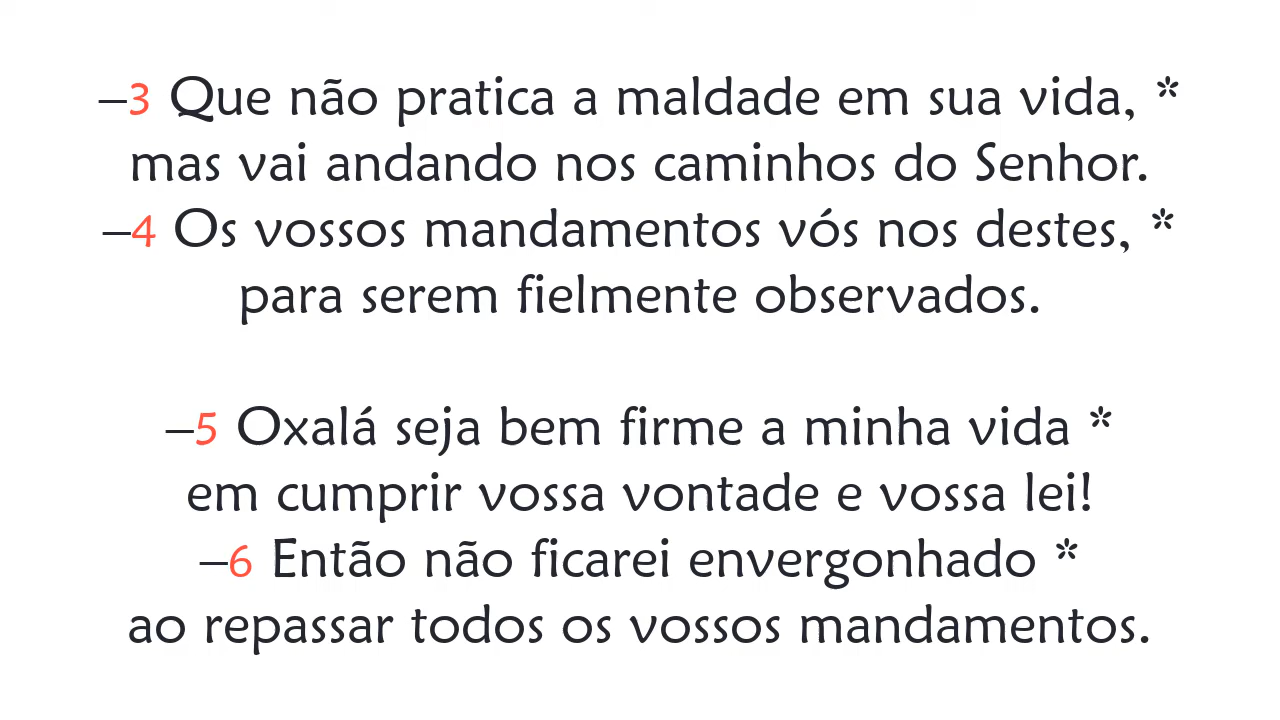 –3 Que não pratica a maldade em sua vida, *
mas vai andando nos caminhos do Senhor.
–4 Os vossos mandamentos vós nos destes, *
para serem fielmente observados.
–5 Oxalá seja bem firme a minha vida *
em cumprir vossa vontade e vossa lei!
–6 Então não ficarei envergonhado *
ao repassar todos os vossos mandamentos.